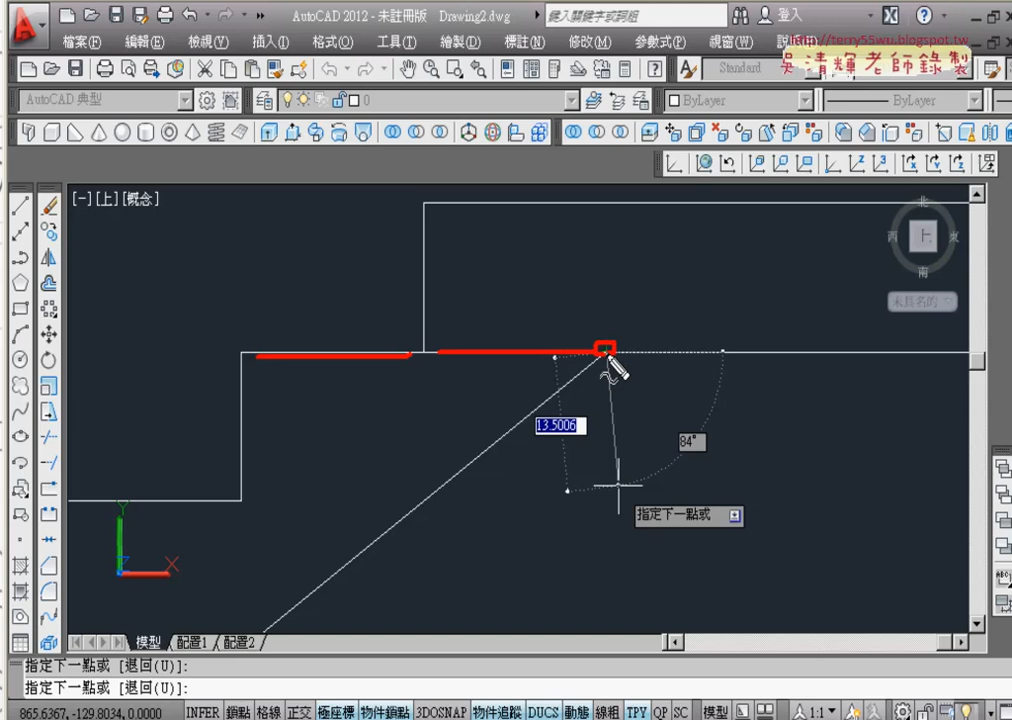 AutoCAD 2012 - 未註冊版 Drawing2.dwg 鍵入關鍵字或詞組 登入
檔案(F) 編輯(E) 檢視(V) 插入(I) 格式(O) 工具(T) 繪製(D) 標註(N) 修改(M) 參數式(P) 視窗(W)
http://terry55wu.blogspot.tw
吳清輝老師錄製
Standard
AutoCAD 典型 0 ByLayer ByLayer
[-][上][概念]
北
西 上 東
南
未具名的
13.5006
84°
指定下一點或
Y
Z X
模型 配置1 配置2
指定下一點或 [退回(U)]:
指定下一點或 [退回(U)]:
865.6367, -129.8034, 0.0000 INFER 鎖點 格線 正交 極座標 物件鎖點 3DOSNAP 物件追蹤 DUCS 動態 線粗 TPY QP SC 模型 1:1